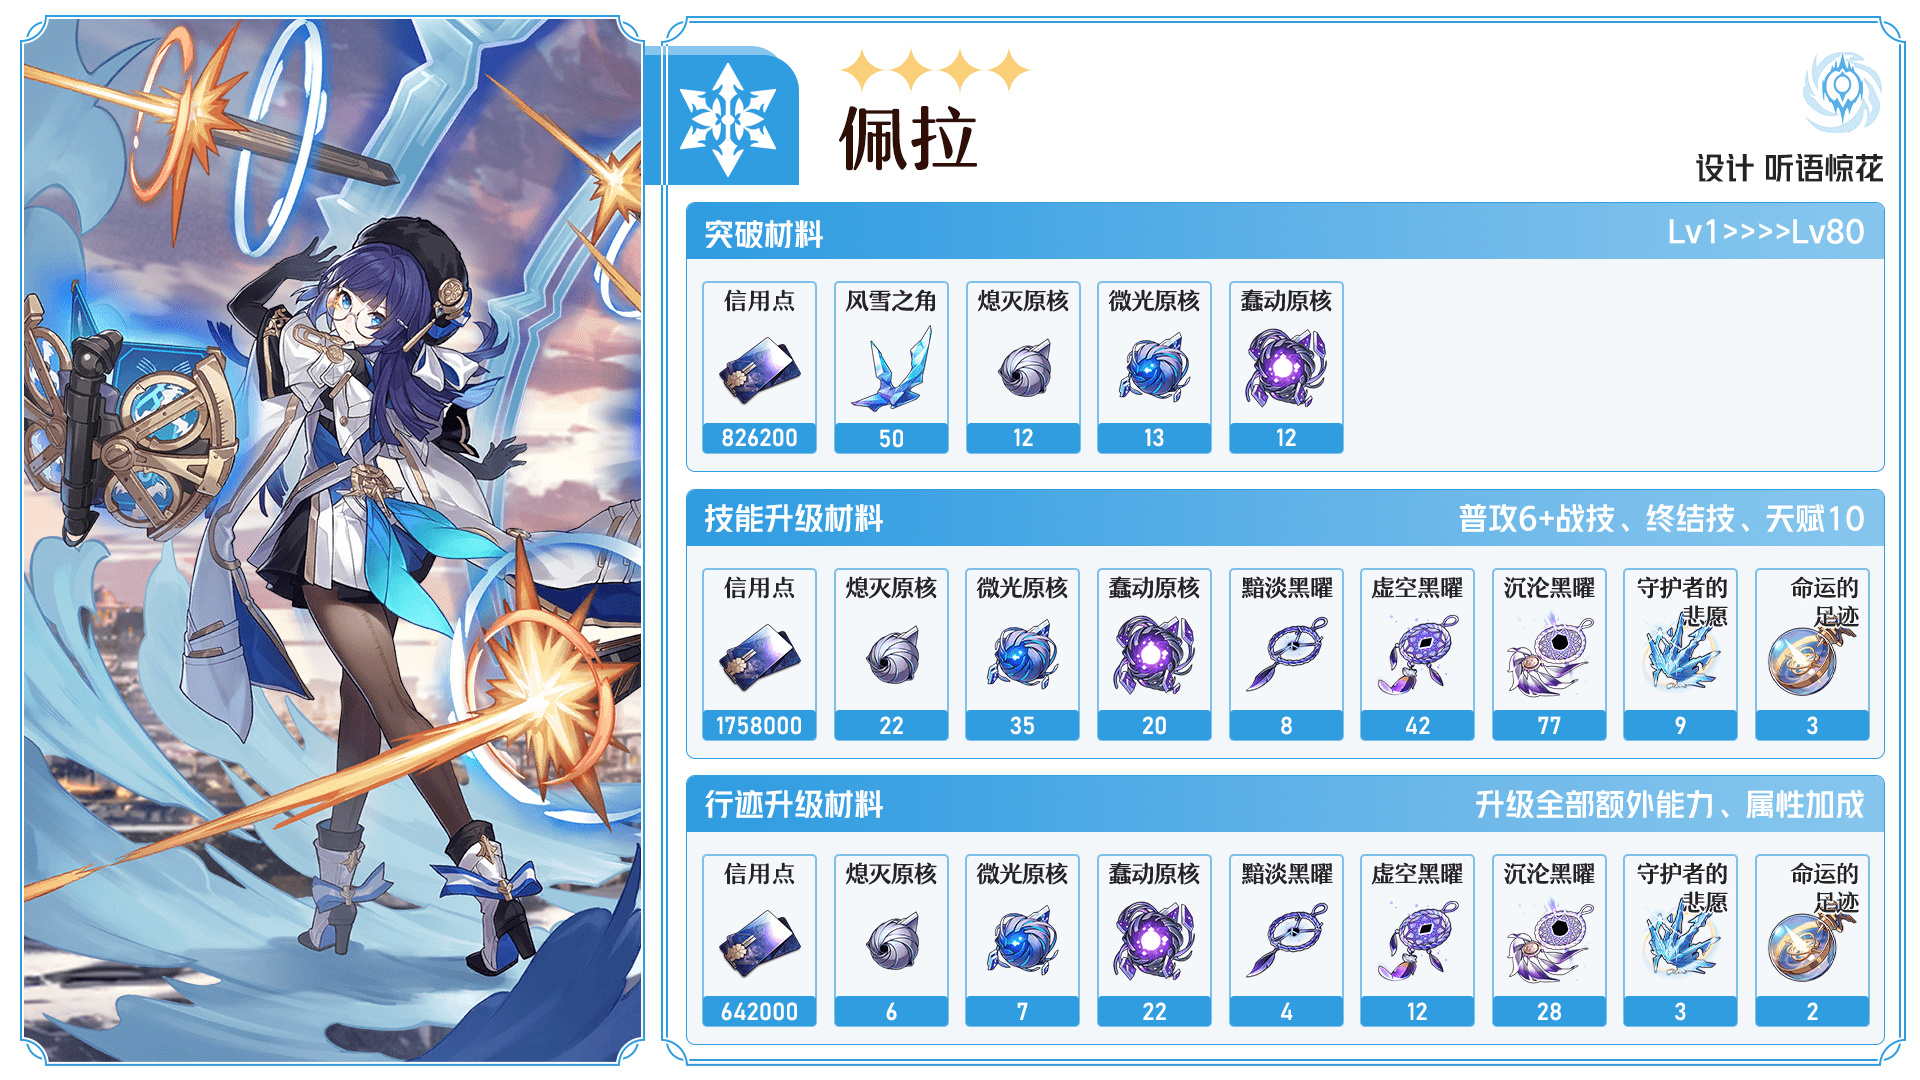 佩拉
设计 听语惊花
突破材料 Lv1>>>>Lv80
信用点 风雪之角 熄灭原核 微光原核 蠢动原核
826200 50 12 13 12
技能升级材料 普攻6+战技、终结技、天赋10
信用点 熄灭原核 微光原核 蠢动原核 黯淡黑曜 虚空黑曜 沉沦黑曜 守护者的 命运的
悲愿 足迹
1758000 22 35 20 8 42 77 9 3
行迹升级材料 升级全部额外能力、属性加成
信用点 熄灭原核 微光原核 蠢动原核 黯淡黑曜 虚空黑曜 沉沦黑曜 守护者的 命运的
悲愿 足迹
642000 6 7 22 4 12 28 3 2